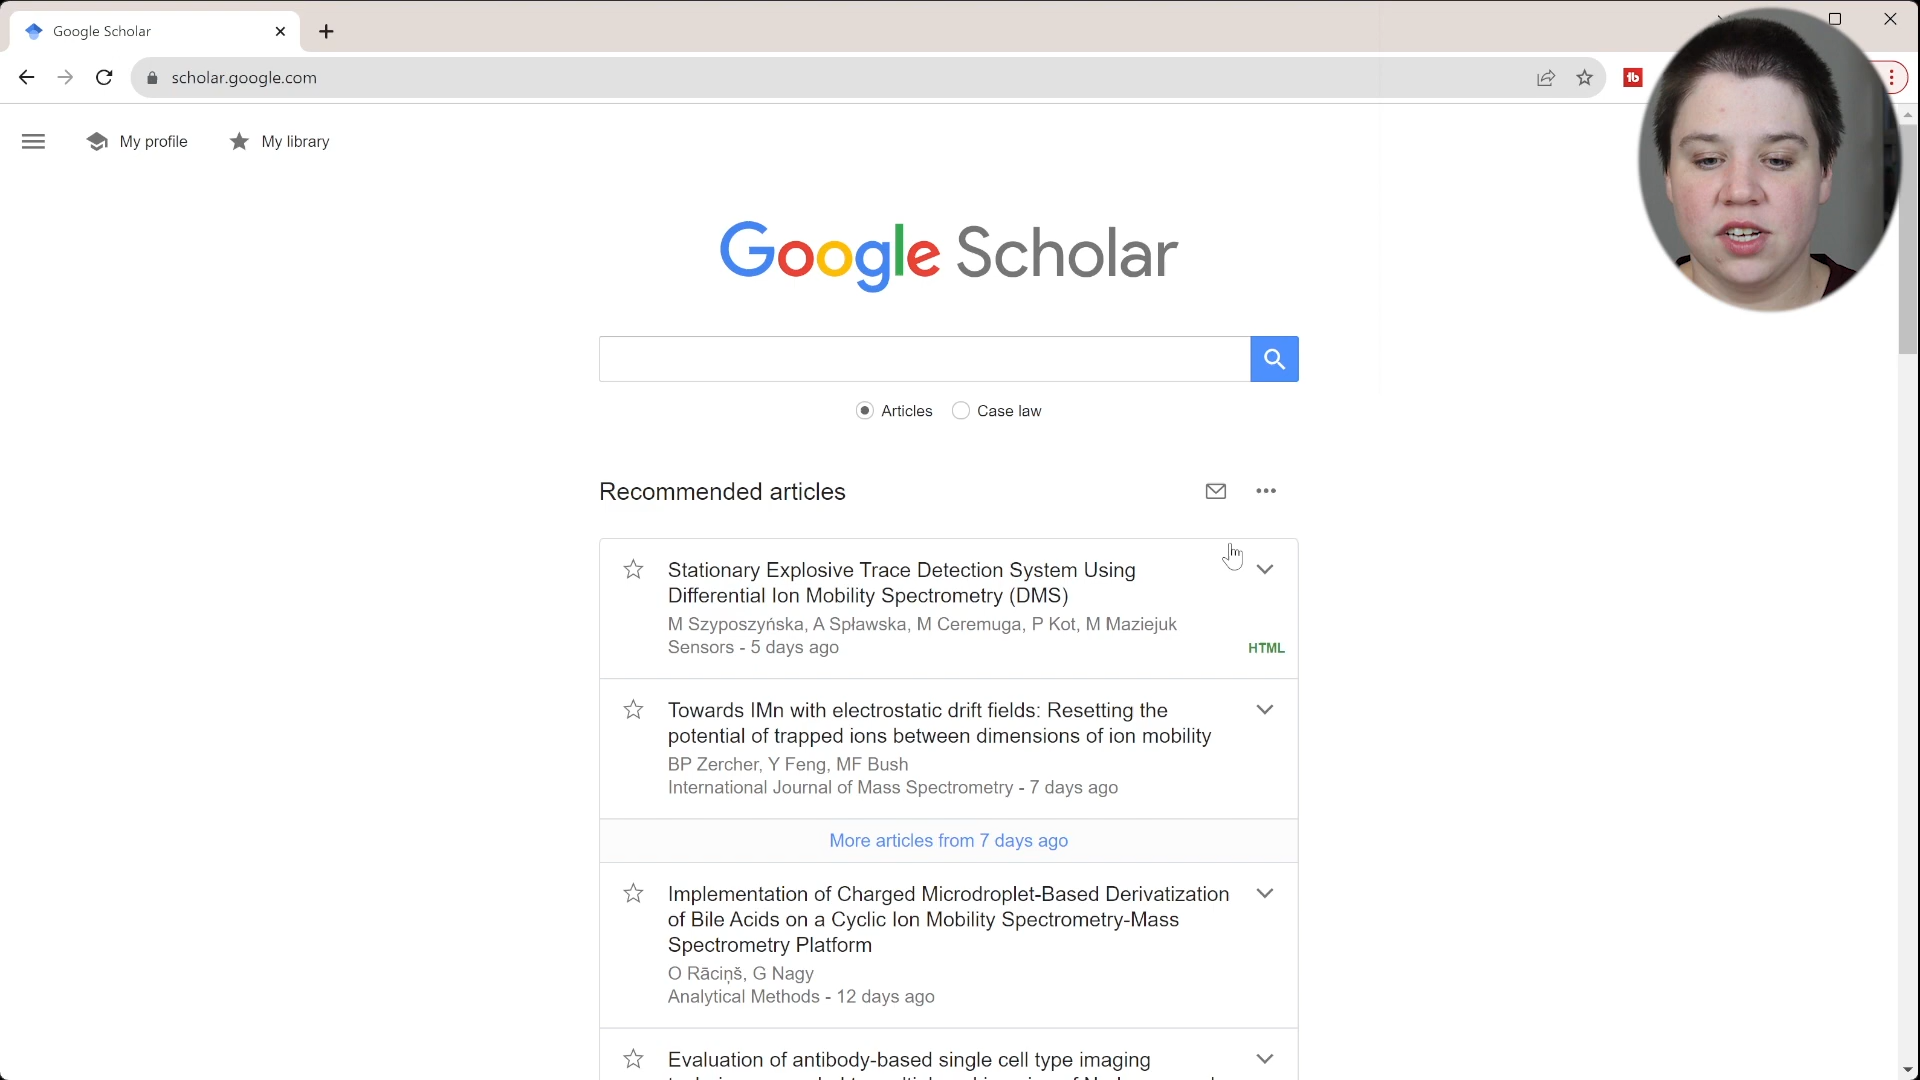 Google Scholar
scholar.google.com
tb
My profile
My library
Google Scholar
Articles
Case law
Recommended articles
Stationary Explosive Trace Detection System Using
Differential Ion Mobility Spectrometry (DMS)
M Szyposzyńska, A Spławska, M Ceremuga, P Kot, M Maziejuk
Sensors - 5 days ago
HTML
Towards IMn with electrostatic drift fields: Resetting the
potential of trapped ions between dimensions of ion mobility
BP Zercher, Y Feng, MF Bush
International Journal of Mass Spectrometry - 7 days ago
More articles from 7 days ago
Implementation of Charged Microdroplet-Based Derivatization
of Bile Acids on a Cyclic Ion Mobility Spectrometry-Mass
Spectrometry Platform
O Rāciņš, G Nagy
Analytical Methods - 12 days ago
Evaluation of antibody-based single cell type imaging